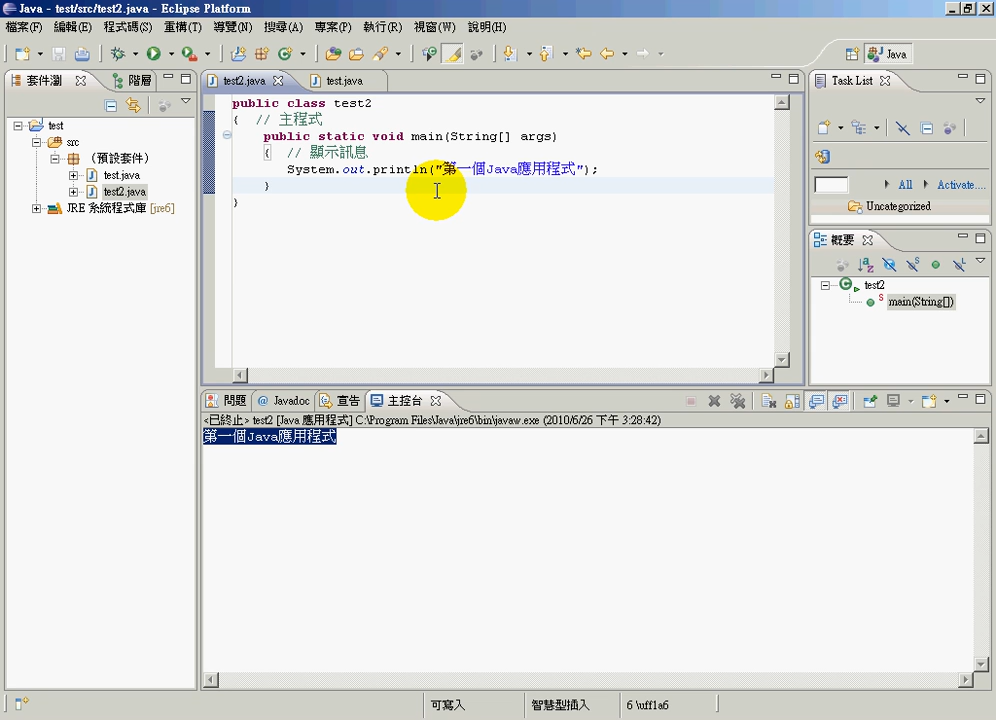 Java - test/src/test2.java - Eclipse Platform
檔案(F) 編輯(E) 程式碼(S) 重構(T) 導覽(N) 搜尋(A) 專案(P) 執行(R) 視窗(W) 說明(H)
Java
套件瀏 階層
test
src
(預設套件)
test.java
test2.java
JRE 系統程式庫 [jre6]
test2.java test.java
public class test2
{ // 主程式
public static void main(String[] args)
{ // 顯示訊息
System.out.println("第一個Java應用程式");
}
}
Task List
All Activate...
Uncategorized
概要
test2
main(String[])
問題 @ Javadoc 宣告 主控台
<已終止> test2 [Java 應用程式] C:\Program Files\Java\jre6\bin\javaw.exe (2010/6/26 下午 3:28:42)
第一個Java應用程式
可寫入 智慧型插入 6 \uff1a6